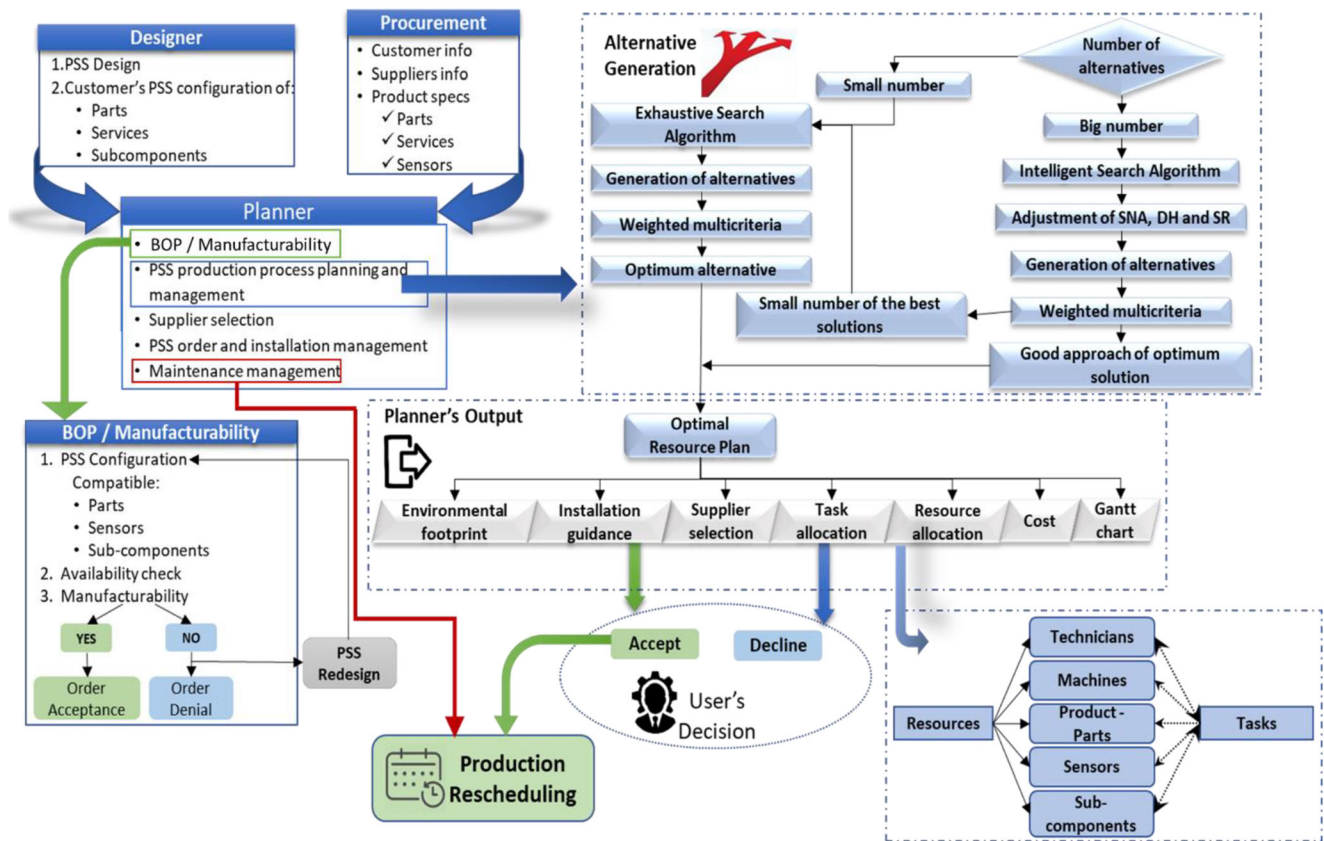 Designer
1.PSS Design
2.Customer's PSS configuration of:
• Parts
• Services
• Subcomponents
Procurement
• Customer info
• Suppliers info
• Product specs
✓ Parts
✓ Services
✓ Sensors
Planner
• BOP / Manufacturability
• PSS production process planning and
management
• Supplier selection
• PSS order and installation management
• Maintenance management
Alternative
Generation
Number of
alternatives
Small number
Big number
Exhaustive Search
Algorithm
Generation of alternatives
Weighted multicriteria
Optimum alternative
Intelligent Search Algorithm
Adjustment of SNA, DH and SR
Generation of alternatives
Weighted multicriteria
Small number of the best
solutions
Good approach of optimum
solution
BOP / Manufacturability
1. PSS Configuration
Compatible:
• Parts
• Sensors
• Sub-components
2. Availability check
3. Manufacturability
YES
NO
Order
Acceptance
Order
Denial
PSS
Redesign
Planner's Output
Optimal
Resource Plan
Environmental
footprint
Installation
guidance
Supplier
selection
Task
allocation
Resource
allocation
Cost
Gantt
chart
Accept
Decline
User's
Decision
Production
Rescheduling
Resources
Technicians
Machines
Product -
Parts
Sensors
Sub-
components
Tasks